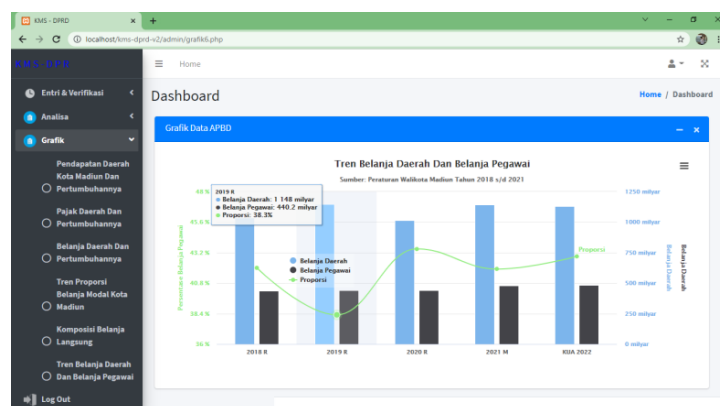 KMS - DPRD
localhost/kms-dprd-v2/admin/grafik6.php
KMS-DPR
Home
Entri & Verifikasi
Analisa
Grafik
Pendapatan Daerah
Kota Madiun Dan
Pertumbuhannya
Pajak Daerah Dan
Pertumbuhannya
Belanja Daerah Dan
Pertumbuhannya
Tren Proporsi
Belanja Modal Kota
Madiun
Komposisi Belanja
Langsung
Tren Belanja Daerah
Dan Belanja Pegawai
Log Out
Dashboard
Home / Dashboard
Grafik Data APBD
Tren Belanja Daerah Dan Belanja Pegawai
Sumber: Peraturan Walikota Madiun Tahun 2018 s/d 2021
48 %
45.6 %
43.2 %
40.8 %
38.4 %
36 %
Persentase Belanja Pegawai
2019 R
Belanja Daerah: 1 148 milyar
Belanja Pegawai: 440.2 milyar
Proporsi: 38.3%
Belanja Daerah
Belanja Pegawai
Proporsi
Proporsi
1250 milyar
1000 milyar
750 milyar
500 milyar
250 milyar
0 milyar
Belanja Daerah
Belanja Daerah
2018 R
2019 R
2020 R
2021 M
KUA 2022